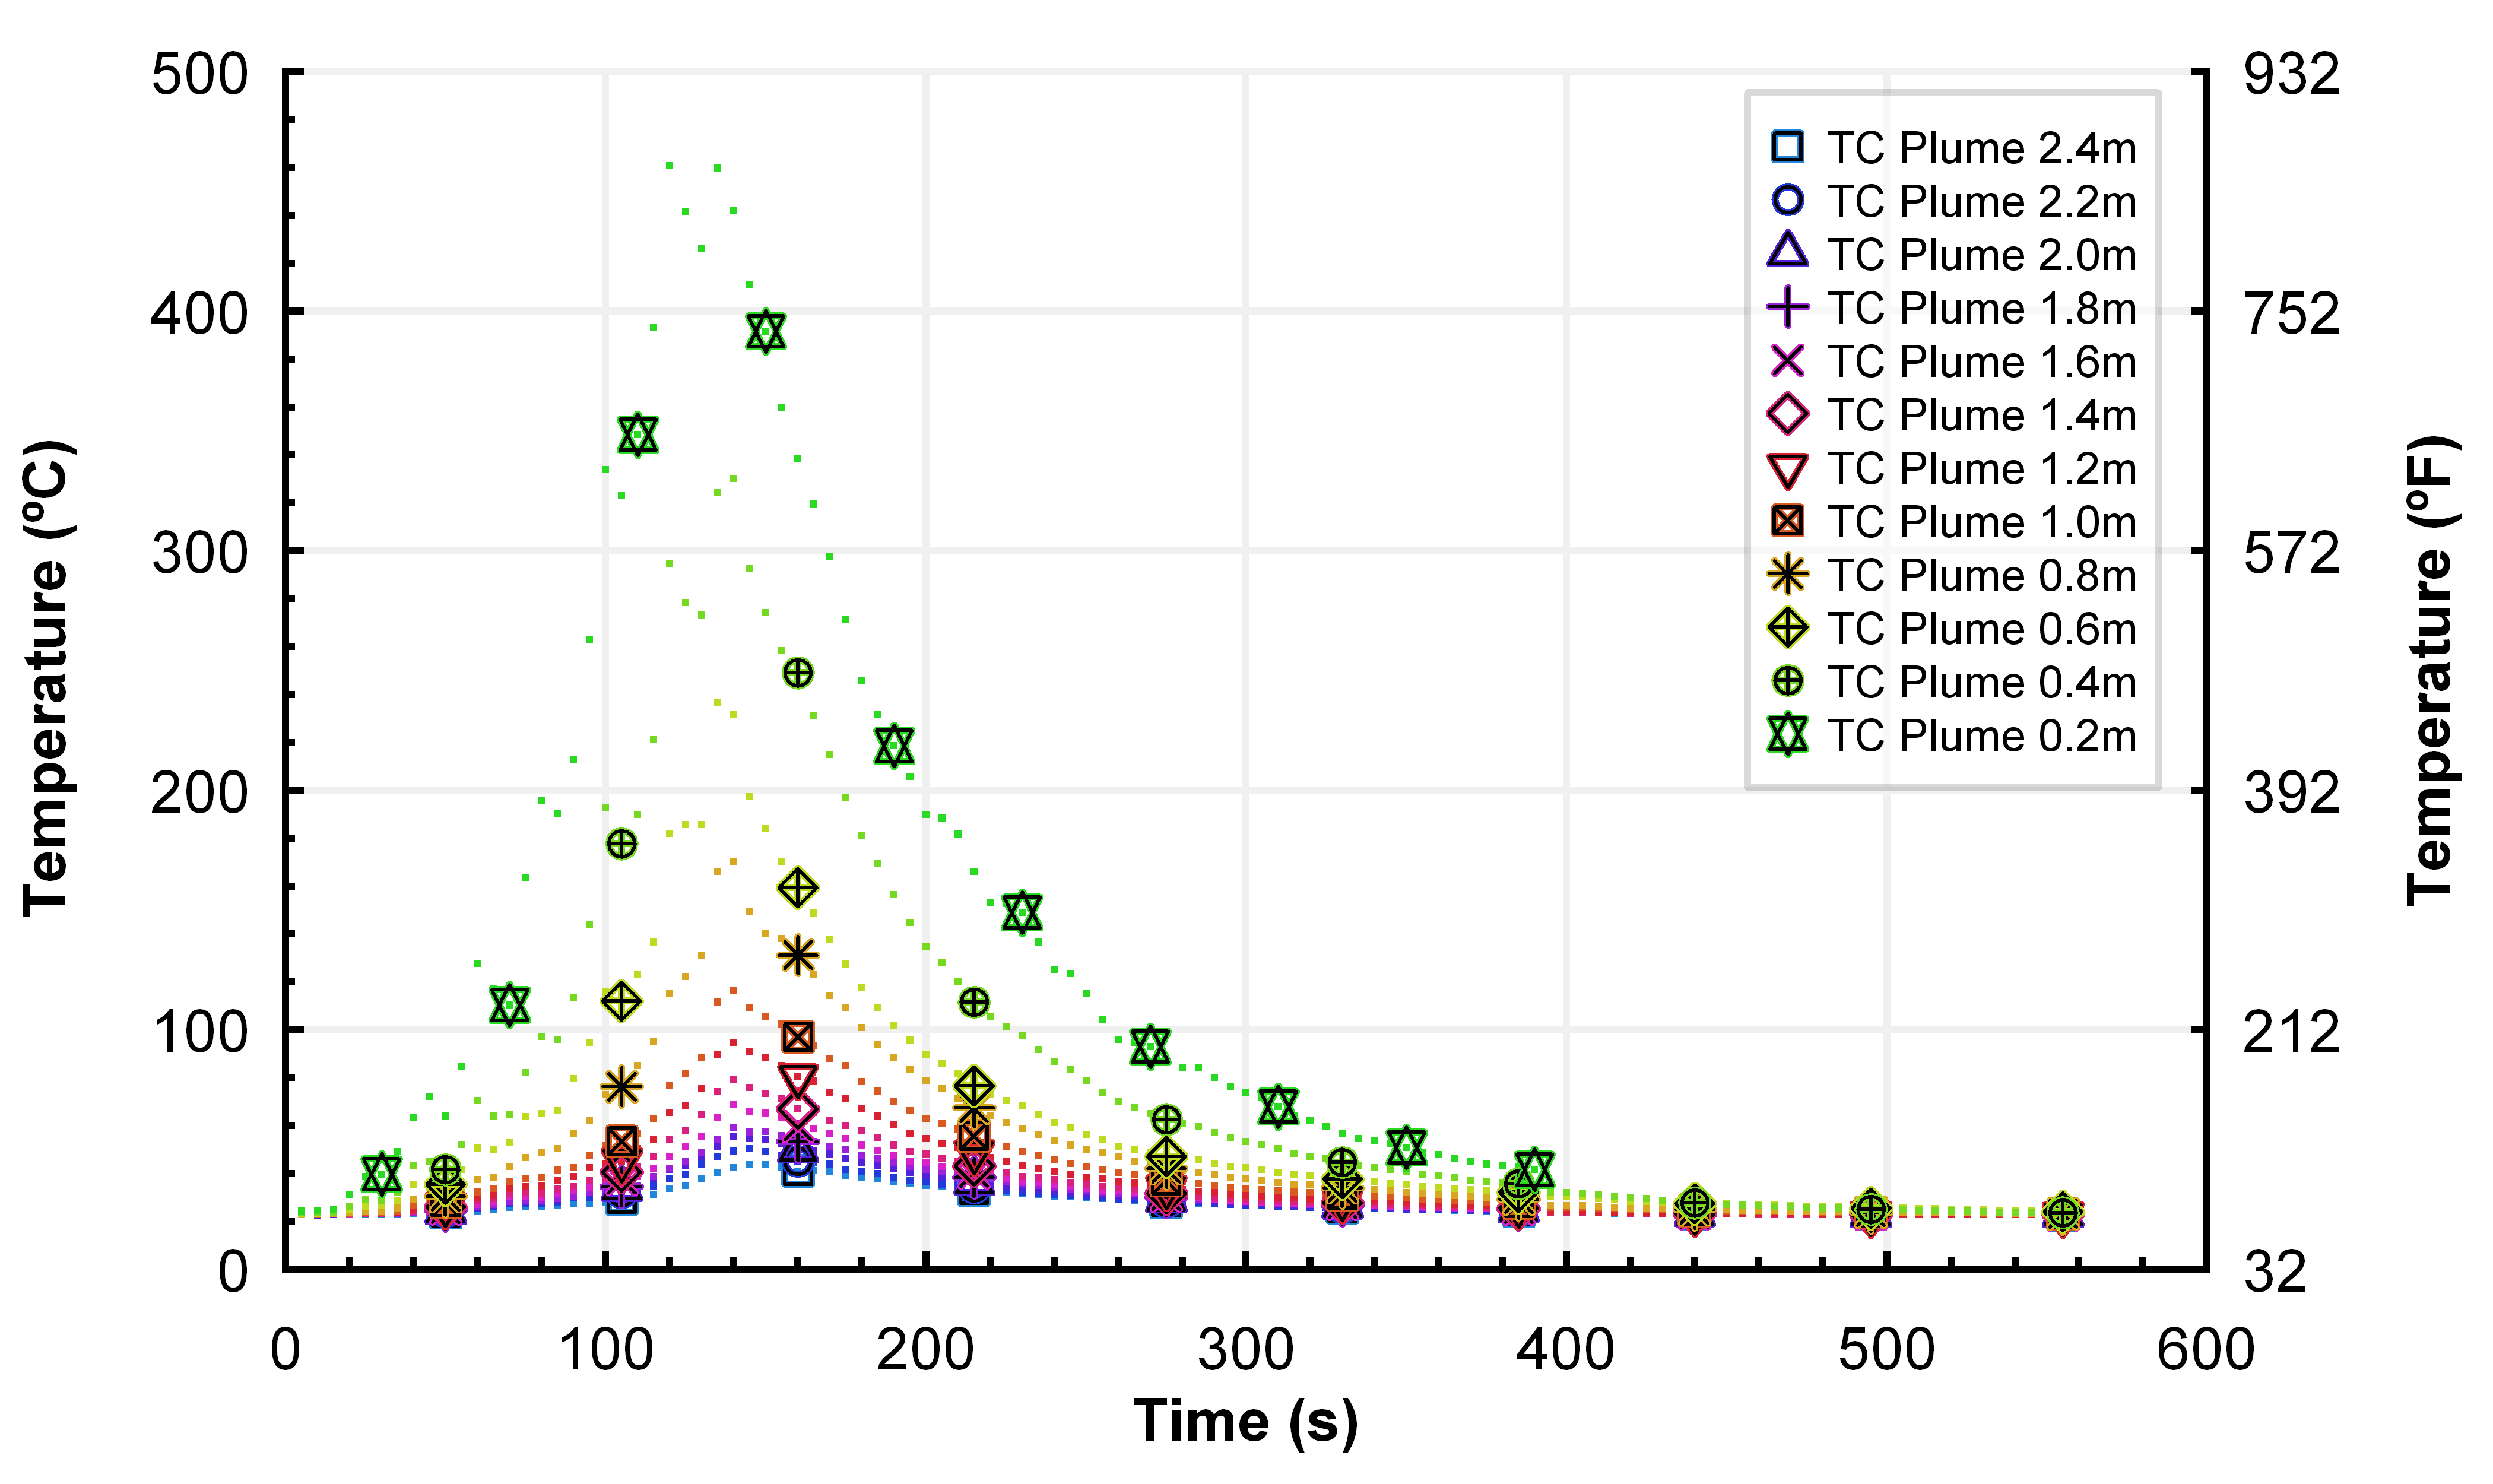 500
400
300
200
100
0
932
752
572
392
212
32
0 100 200 300 400 500 600
Time (s)
Temperature (ºC)
Temperature (ºF)
TC Plume 2.4m
TC Plume 2.2m
TC Plume 2.0m
TC Plume 1.8m
TC Plume 1.6m
TC Plume 1.4m
TC Plume 1.2m
TC Plume 1.0m
TC Plume 0.8m
TC Plume 0.6m
TC Plume 0.4m
TC Plume 0.2m